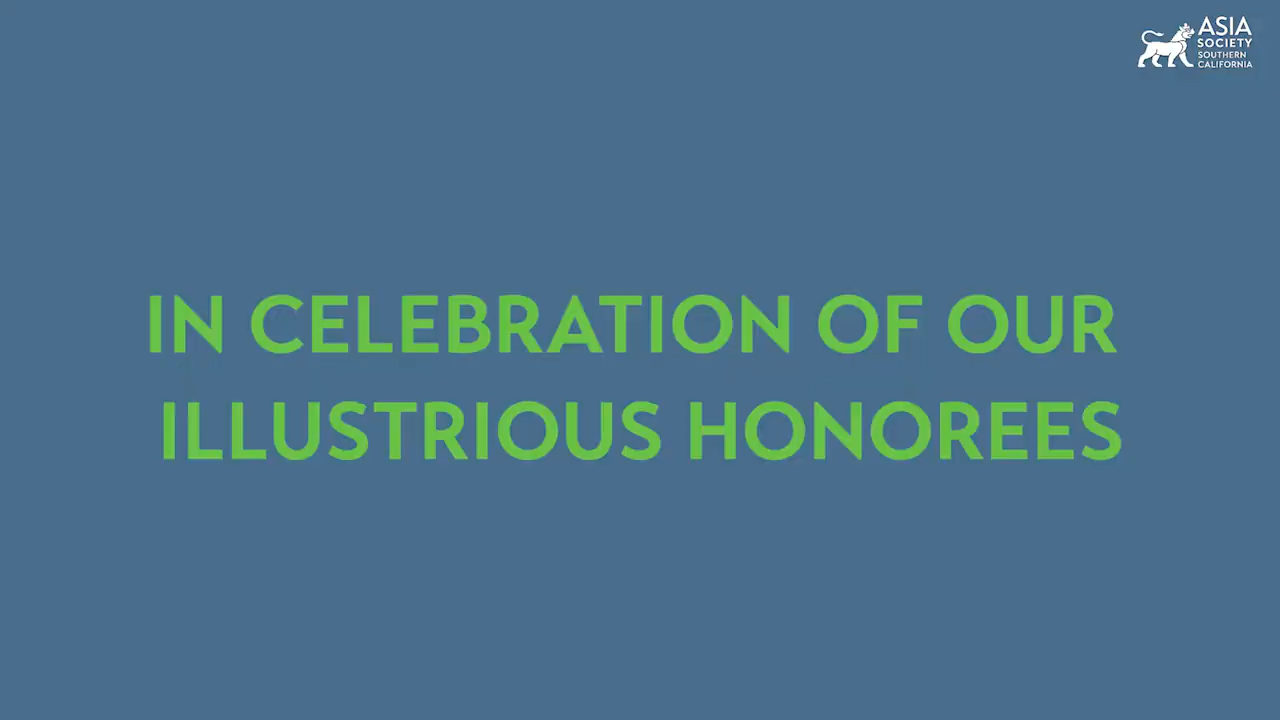 ASIA
SOCIETY
SOUTHERN
CALIFORNIA
IN CELEBRATION OF OUR
ILLUSTRIOUS HONOREES